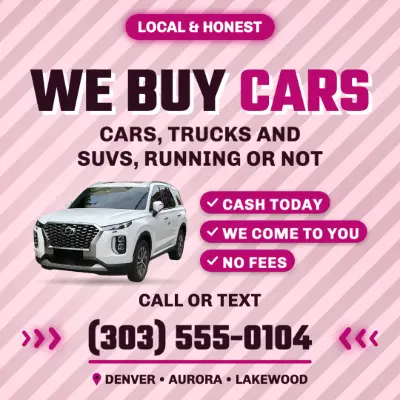 LOCAL & HONEST
WE BUY CARS
CARS, TRUCKS AND
SUVS, RUNNING OR NOT
CASH TODAY
WE COME TO YOU
NO FEES
CALL OR TEXT
(303) 555-0104
DENVER • AURORA • LAKEWOOD